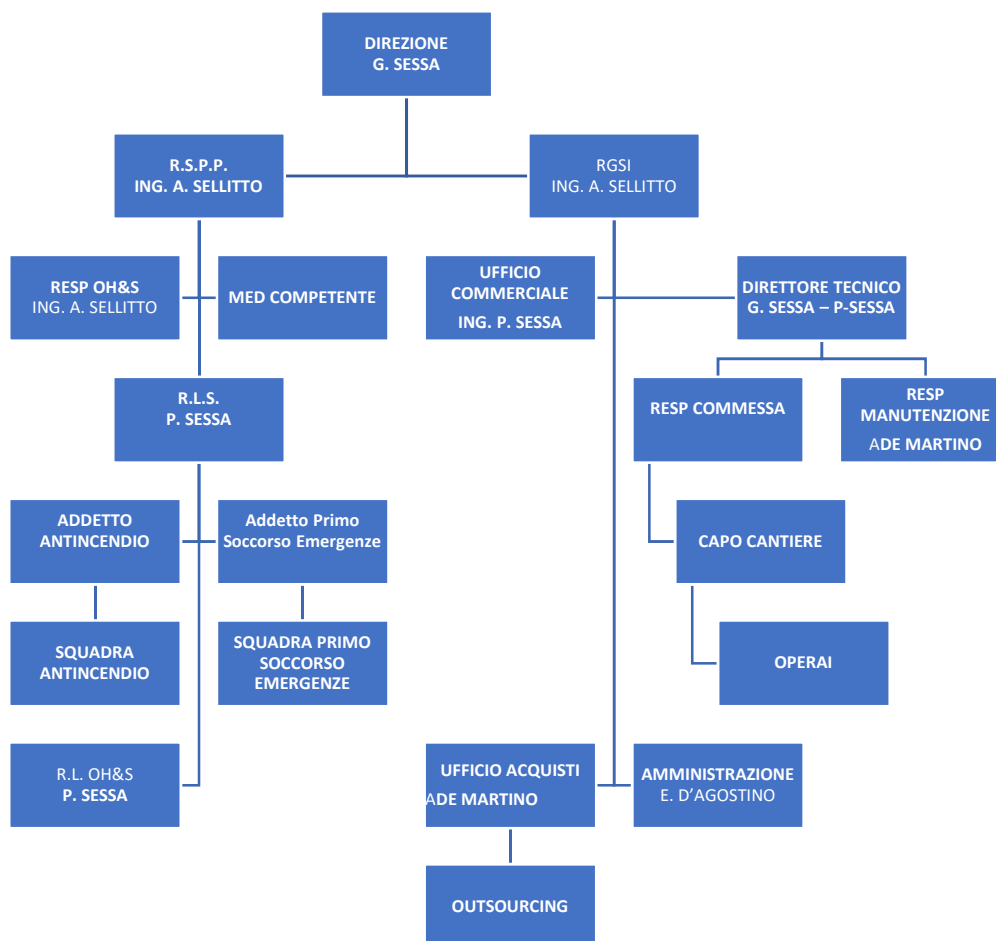 DIREZIONE
G. SESSA
R.S.P.P.
ING. A. SELLITTO
RGSI
ING. A. SELLITTO
RESP OH&S
ING. A. SELLITTO
MED COMPETENTE
UFFICIO
COMMERCIALE
ING. P. SESSA
DIRETTORE TECNICO
G. SESSA – P-SESSA
R.L.S.
P. SESSA
RESP COMMESSA
RESP
MANUTENZIONE
ADE MARTINO
ADDETTO
ANTINCENDIO
Addetto Primo
Soccorso Emergenze
CAPO CANTIERE
SQUADRA
ANTINCENDIO
SQUADRA PRIMO
SOCCORSO
EMERGENZE
OPERAI
R.L. OH&S
P. SESSA
UFFICIO ACQUISTI
ADE MARTINO
AMMINISTRAZIONE
E. D’AGOSTINO
OUTSOURCING